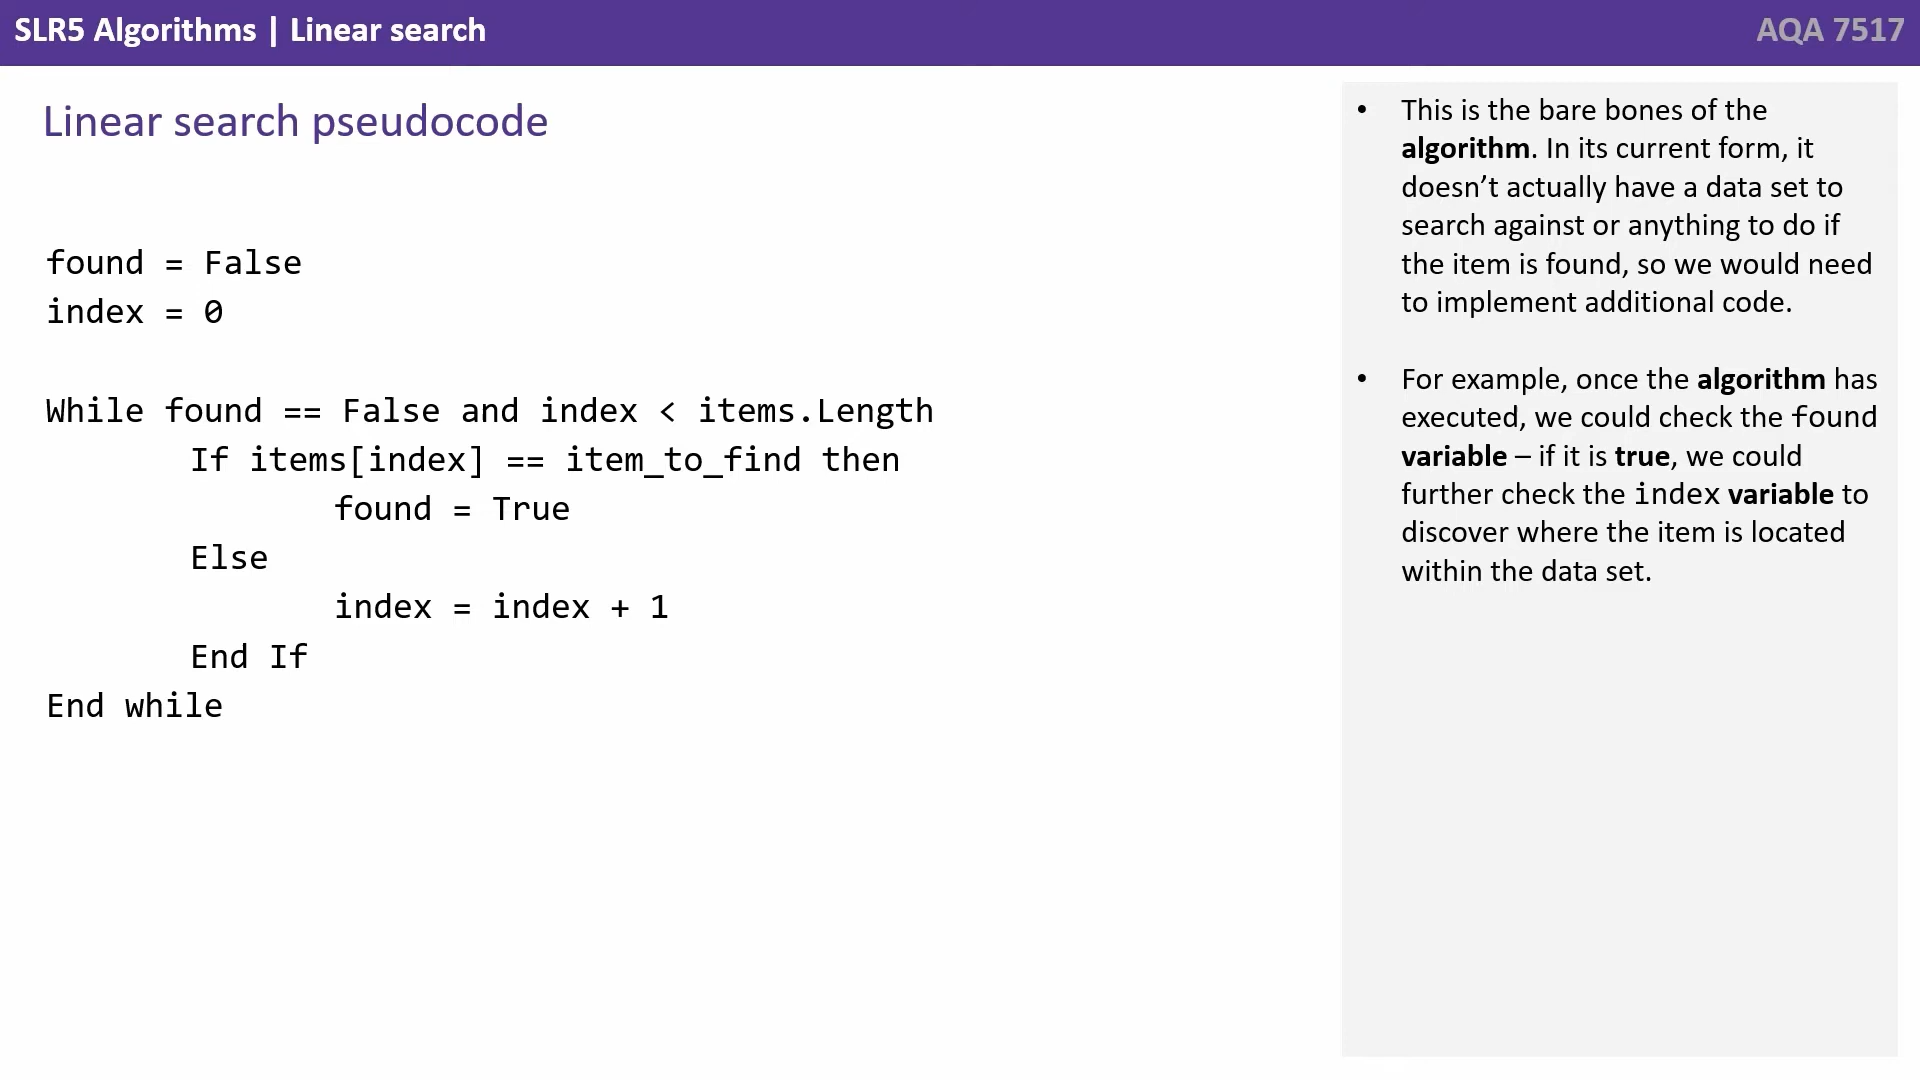 SLR5 Algorithms | Linear search
AQA 7517
Linear search pseudocode
found = False
index = 0
While found == False and index < items.Length
If items[index] == item_to_find then
found = True
Else
index = index + 1
End If
End while
• This is the bare bones of the
algorithm. In its current form, it
doesn’t actually have a data set to
search against or anything to do if
the item is found, so we would need
to implement additional code.
• For example, once the algorithm has
executed, we could check the found
variable – if it is true, we could
further check the index variable to
discover where the item is located
within the data set.